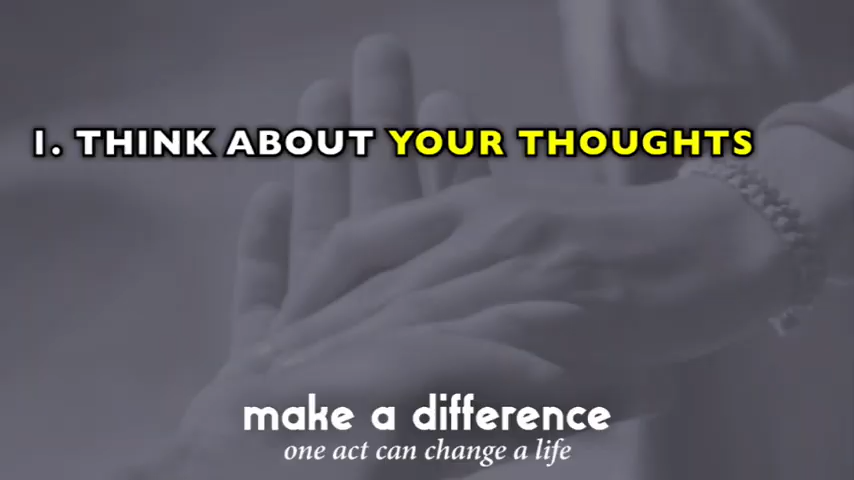 1. THINK ABOUT YOUR THOUGHTS
make a difference
one act can change a life